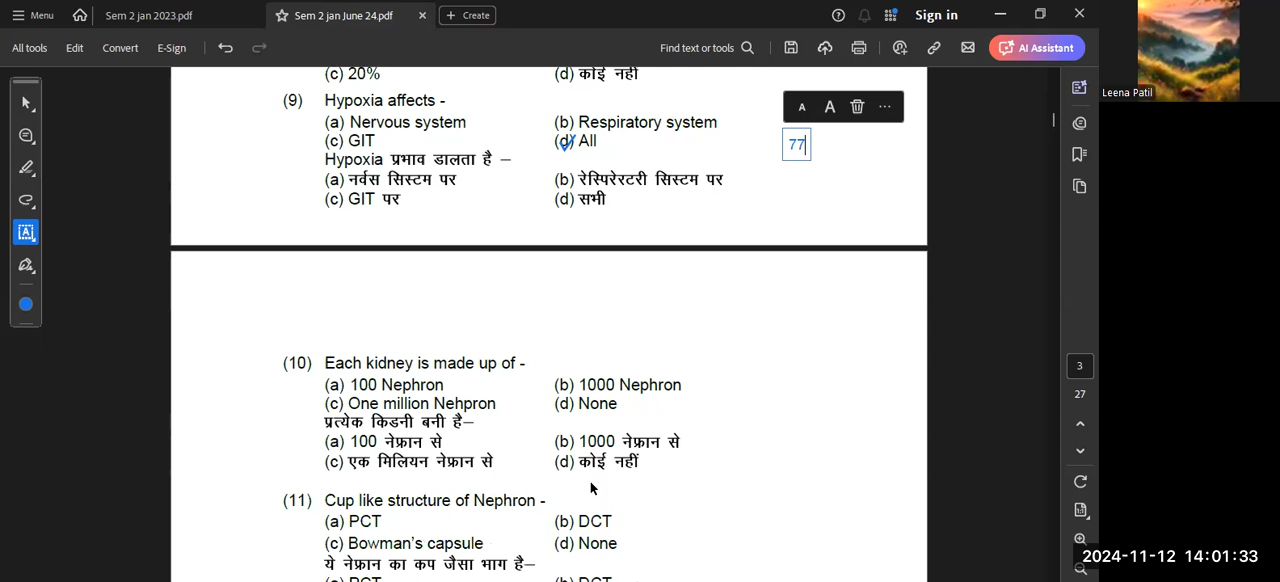 Menu
Sem 2 jan 2023.pdf
Sem 2 jan June 24.pdf
Create
Sign in
All tools
Edit
Convert
E-Sign
Find text or tools
AI Assistant
Leena Patil
(c) 20%
(d) कोई नहीं
(9) Hypoxia affects -
(a) Nervous system (b) Respiratory system
(c) GIT (d) All
77
Hypoxia प्रभाव डालता है –
(a) नर्वस सिस्टम पर (b) रेस्पिरेरटरी सिस्टम पर
(c) GIT पर (d) सभी
(10) Each kidney is made up of -
(a) 100 Nephron (b) 1000 Nephron
(c) One million Nehpron (d) None
प्रत्येक किडनी बनी है–
(a) 100 नेफ्रान से (b) 1000 नेफ्रान से
(c) एक मिलियन नेफ्रान से (d) कोई नहीं
(11) Cup like structure of Nephron -
(a) PCT (b) DCT
(c) Bowman's capsule (d) None
ये नेफ्रान का कप जैसा भाग है–
(a) PCT (b) DCT
3
27
2024-11-12 14:01:33